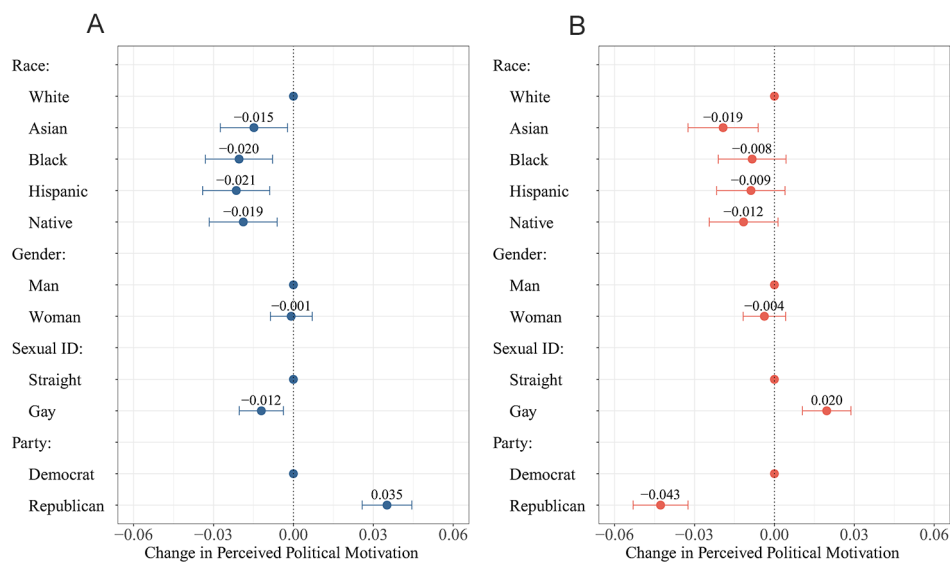 A
Race:
White
Asian −0.015
Black −0.020
Hispanic −0.021
Native −0.019
Gender:
Man
Woman −0.001
Sexual ID:
Straight
Gay −0.012
Party:
Democrat
Republican 0.035
−0.06 −0.03 0.00 0.03 0.06
Change in Perceived Political Motivation
B
Race:
White
Asian −0.019
Black −0.008
Hispanic −0.009
Native −0.012
Gender:
Man
Woman −0.004
Sexual ID:
Straight
Gay 0.020
Party:
Democrat
Republican −0.043
−0.06 −0.03 0.00 0.03 0.06
Change in Perceived Political Motivation